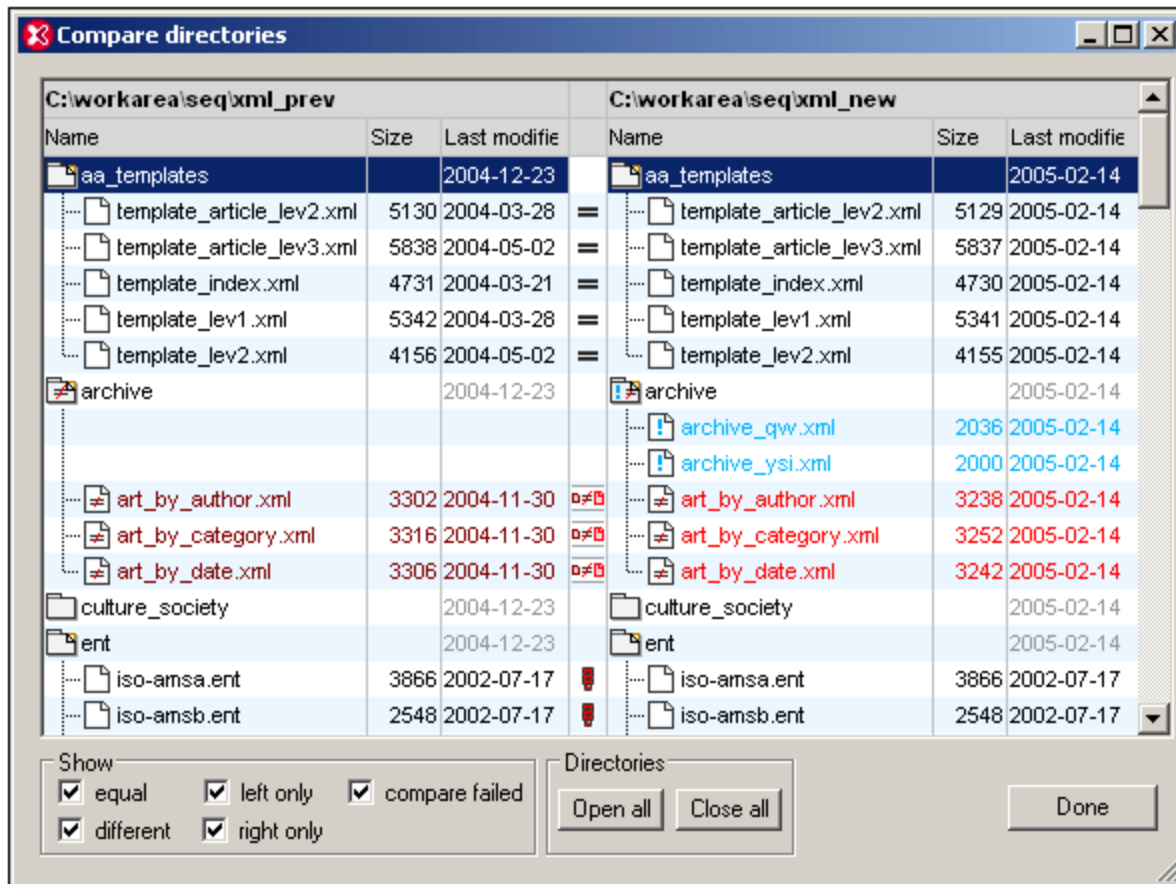 Compare directories
C:\workarea\seq\xml_prev C:\workarea\seq\xml_new
Name Size Last modifie Name Size Last modifie
aa_templates 2004-12-23 aa_templates 2005-02-14
template_article_lev2.xml 5130 2004-03-28 = template_article_lev2.xml 5129 2005-02-14
template_article_lev3.xml 5838 2004-05-02 = template_article_lev3.xml 5837 2005-02-14
template_index.xml 4731 2004-03-21 = template_index.xml 4730 2005-02-14
template_lev1.xml 5342 2004-03-28 = template_lev1.xml 5341 2005-02-14
template_lev2.xml 4156 2004-05-02 = template_lev2.xml 4155 2005-02-14
archive 2004-12-23 archive 2005-02-14
archive_qw.xml 2036 2005-02-14
archive_ysi.xml 2000 2005-02-14
art_by_author.xml 3302 2004-11-30 ≠ art_by_author.xml 3238 2005-02-14
art_by_category.xml 3316 2004-11-30 ≠ art_by_category.xml 3252 2005-02-14
art_by_date.xml 3306 2004-11-30 ≠ art_by_date.xml 3242 2005-02-14
culture_society 2004-12-23 culture_society 2005-02-14
ent 2004-12-23 ent 2005-02-14
iso-amsa.ent 3866 2002-07-17 iso-amsa.ent 3866 2002-07-17
iso-amsb.ent 2548 2002-07-17 iso-amsb.ent 2548 2002-07-17
Show Directories
equal left only compare failed Open all Close all Done
different right only